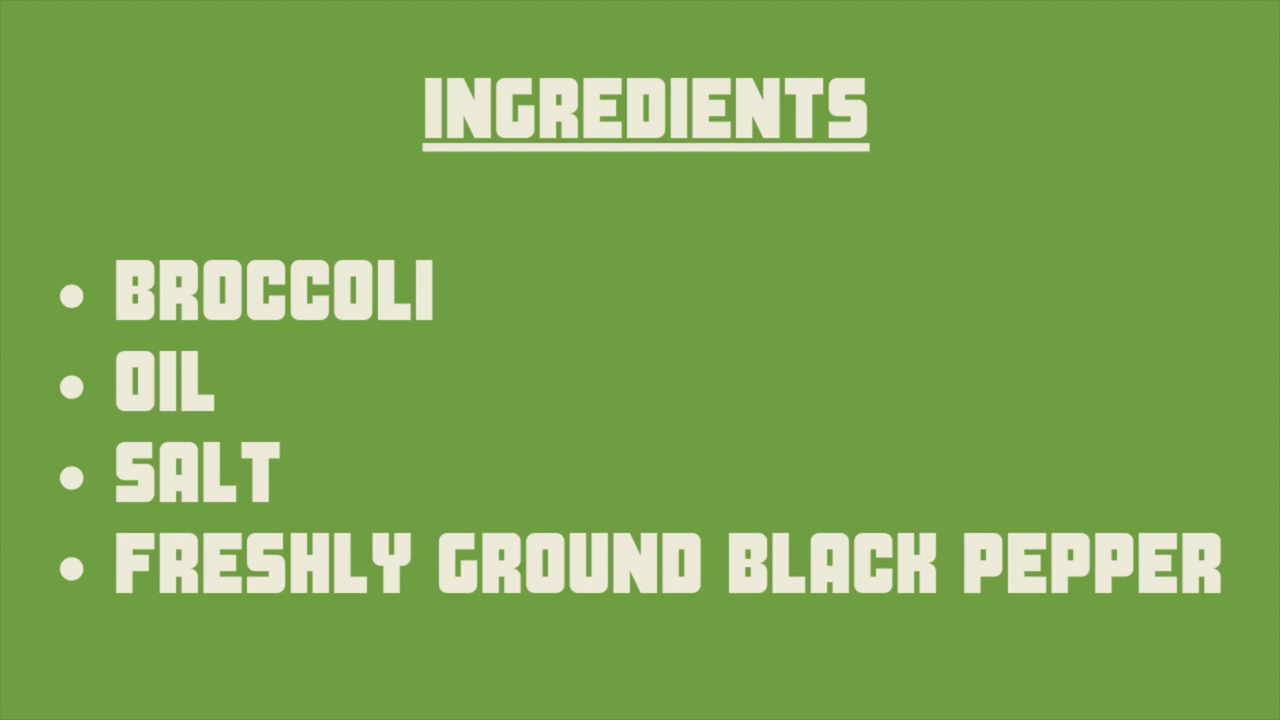 INGREDIENTS
• BROCCOLI
• OIL
• SALT
• FRESHLY GROUND BLACK PEPPER